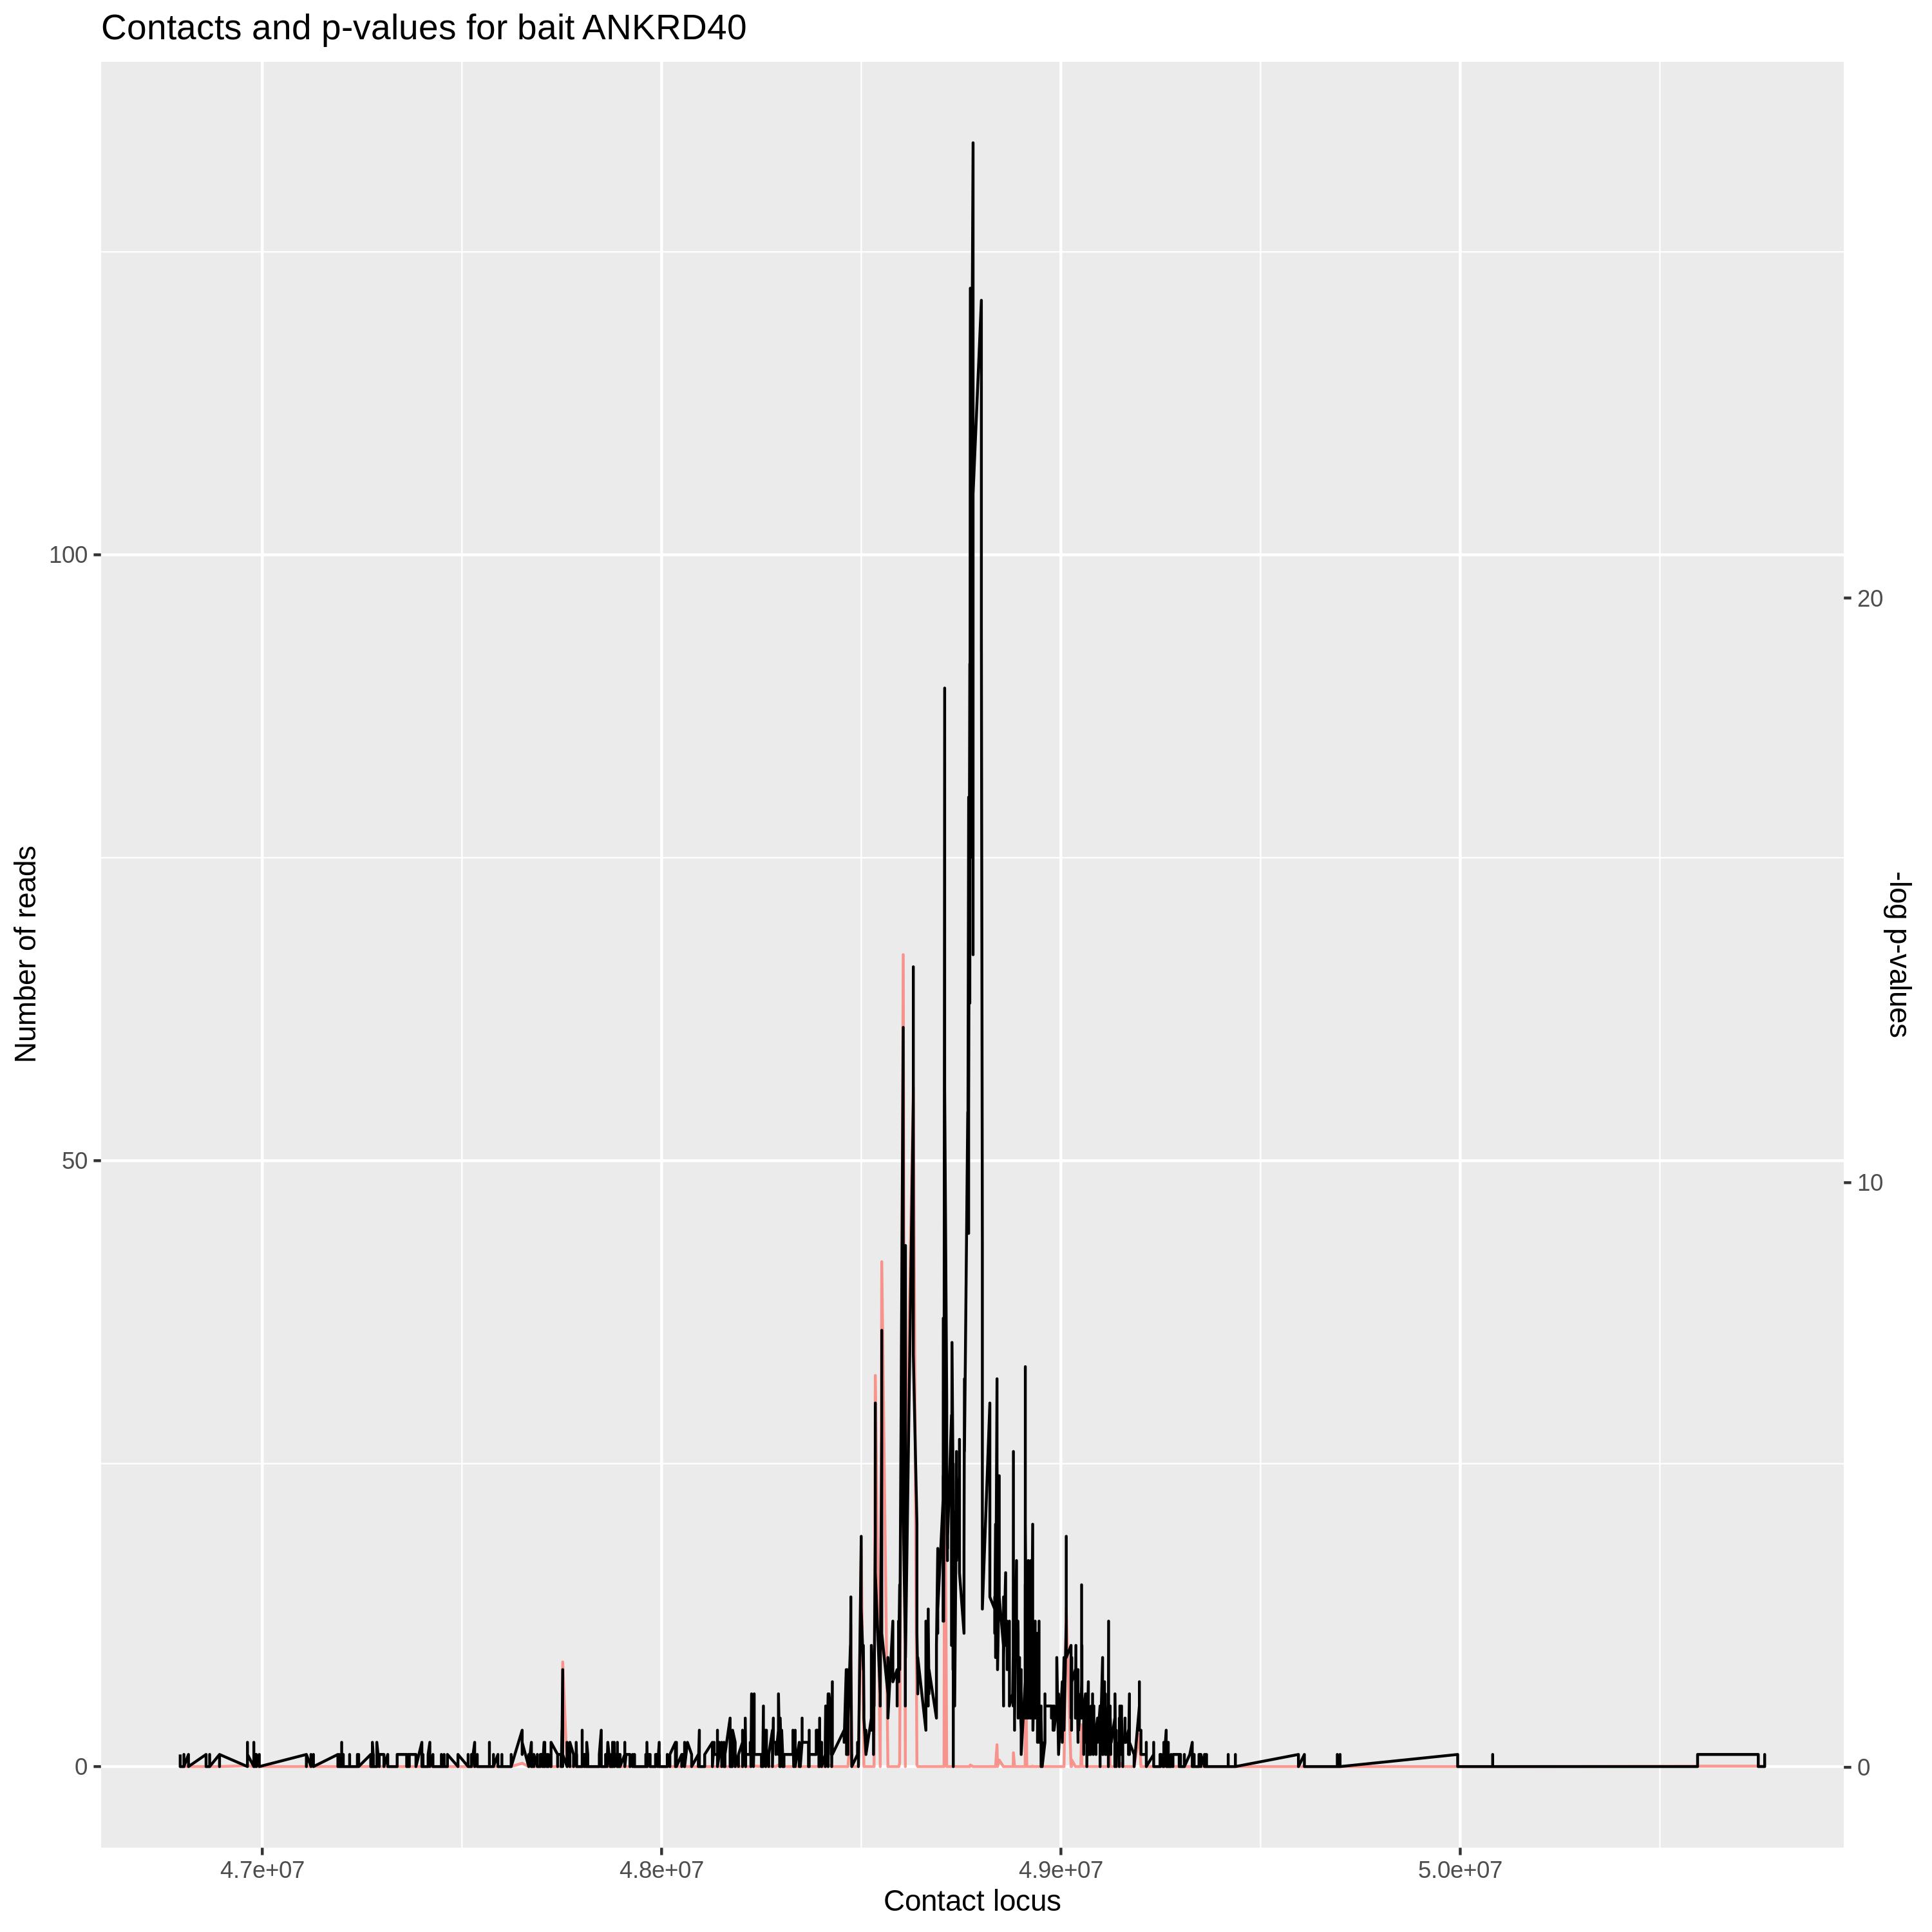 Contacts and p-values for bait ANKRD40
Number of reads
100
50
0
20
10
0
-log p-values
4.7e+07
4.8e+07
4.9e+07
5.0e+07
Contact locus